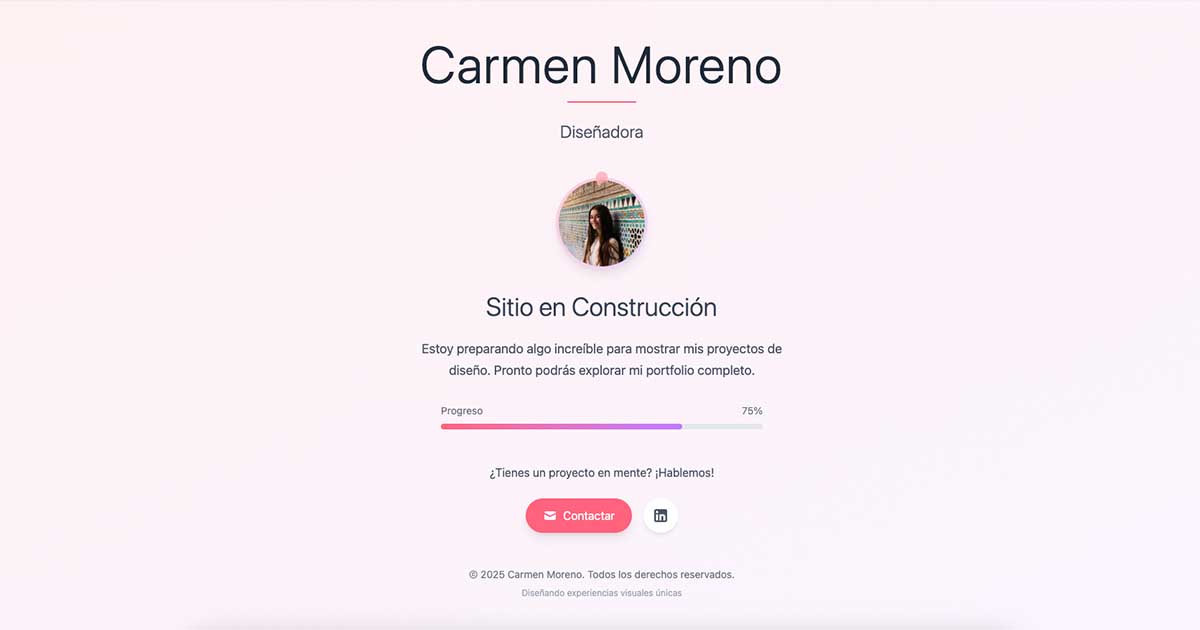 Carmen Moreno
Diseñadora
Sitio en Construcción
Estoy preparando algo increíble para mostrar mis proyectos de
diseño. Pronto podrás explorar mi portfolio completo.
Progreso 75%
¿Tienes un proyecto en mente? ¡Hablemos!
Contactar in
© 2025 Carmen Moreno. Todos los derechos reservados.
Diseñando experiencias visuales únicas